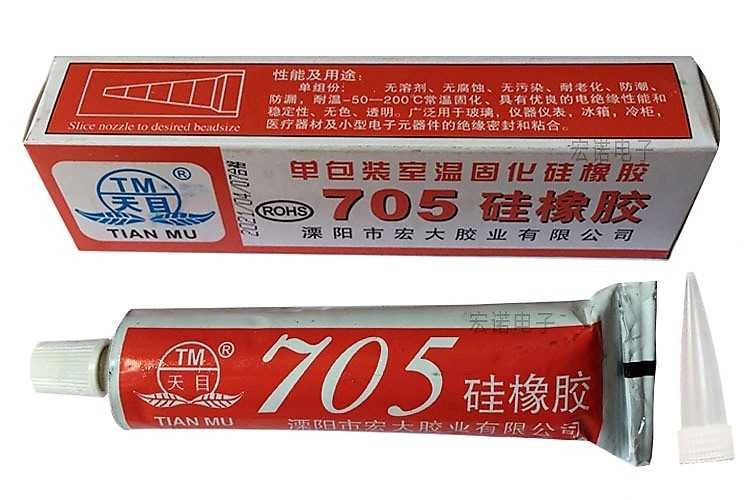 性能及用途:
单组份: 无溶剂、无腐蚀、无污染、耐老化、防潮、
防漏,耐温-50—200℃常温固化、具有优良的电绝缘性能和
稳定性、无色、透明。广泛用于玻璃,仪器仪表,冰箱,冷柜,
医疗器材及小型电子元器件的绝缘密封和粘合。
Slice nozzle to desired beadsize
宏诺电子
TM
®
天目
TIAN MU
2021/04/07合格
ROHS
单包装室温固化硅橡胶
705 硅橡胶
溧阳市宏大胶业有限公司
宏诺电子
TM
®
天目
TIAN MU
705 硅橡胶
溧阳市宏大胶业有限公司